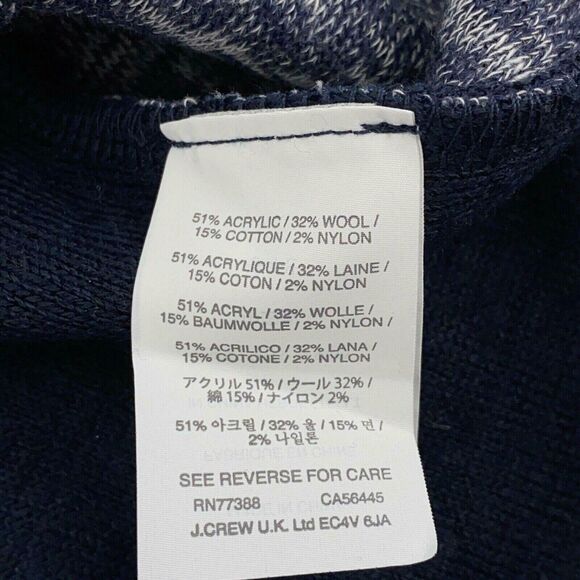 51% ACRYLIC / 32% WOOL /
15% COTTON / 2% NYLON
51% ACRYLIQUE / 32% LAINE /
15% COTON / 2% NYLON
51% ACRYL / 32% WOLLE /
15% BAUMWOLLE / 2% NYLON /
51% ACRILICO / 32% LANA /
15% COTONE / 2% NYLON
アクリル 51% / ウール 32% /
綿 15% / ナイロン 2%
51% 아크릴 / 32% 울 / 15% 면 /
2% 나일론
FABRIQUE EN CHINE
SEE REVERSE FOR CARE
RN77388 CA56445
J.CREW U.K. Ltd EC4V 6JA